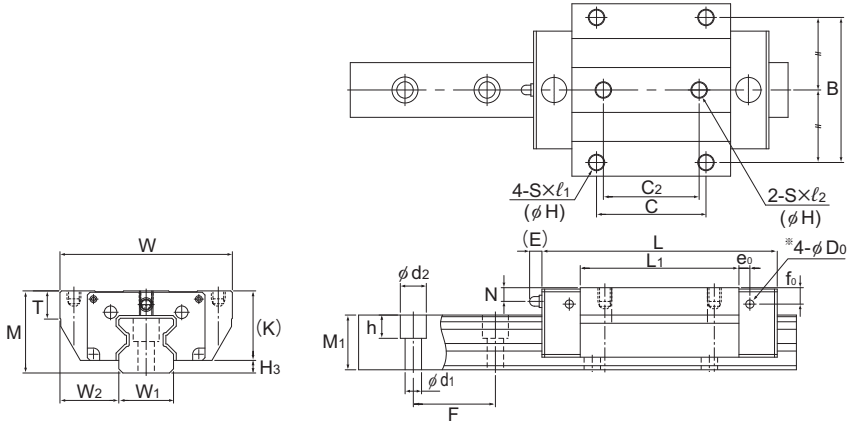 〃
B
〃
4-S×ℓ₁
(φH)
C₂
C
2-S×ℓ₂
(φH)
W
T
M
(K)
H₃
W₂
W₁
(E)
L
※4-φD₀
L₁
e₀
f₀
φd₂
N
h
M₁
φd₁
F